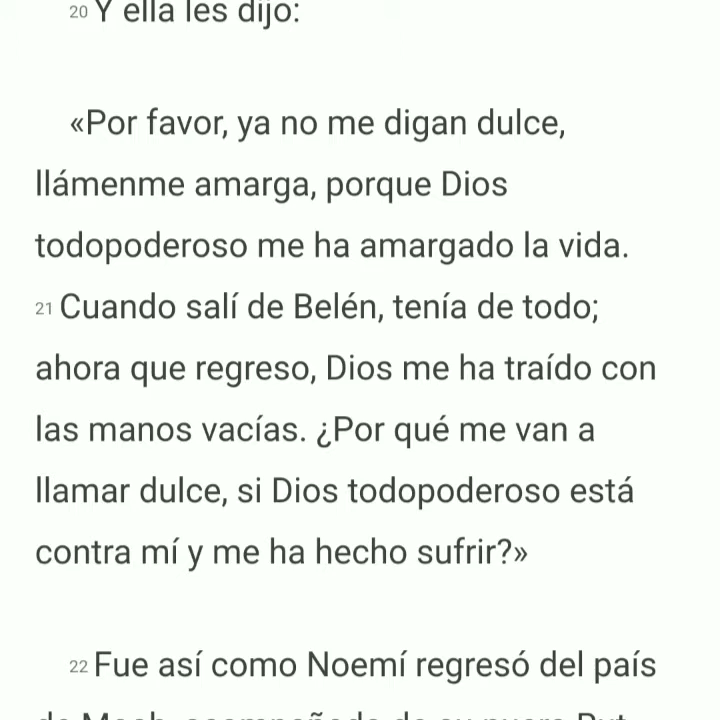 20 Y ella les dijo:
«Por favor, ya no me digan dulce,
llámenme amarga, porque Dios
todopoderoso me ha amargado la vida.
21 Cuando salí de Belén, tenía de todo;
ahora que regreso, Dios me ha traído con
las manos vacías. ¿Por qué me van a
llamar dulce, si Dios todopoderoso está
contra mí y me ha hecho sufrir?»
22 Fue así como Noemí regresó del país